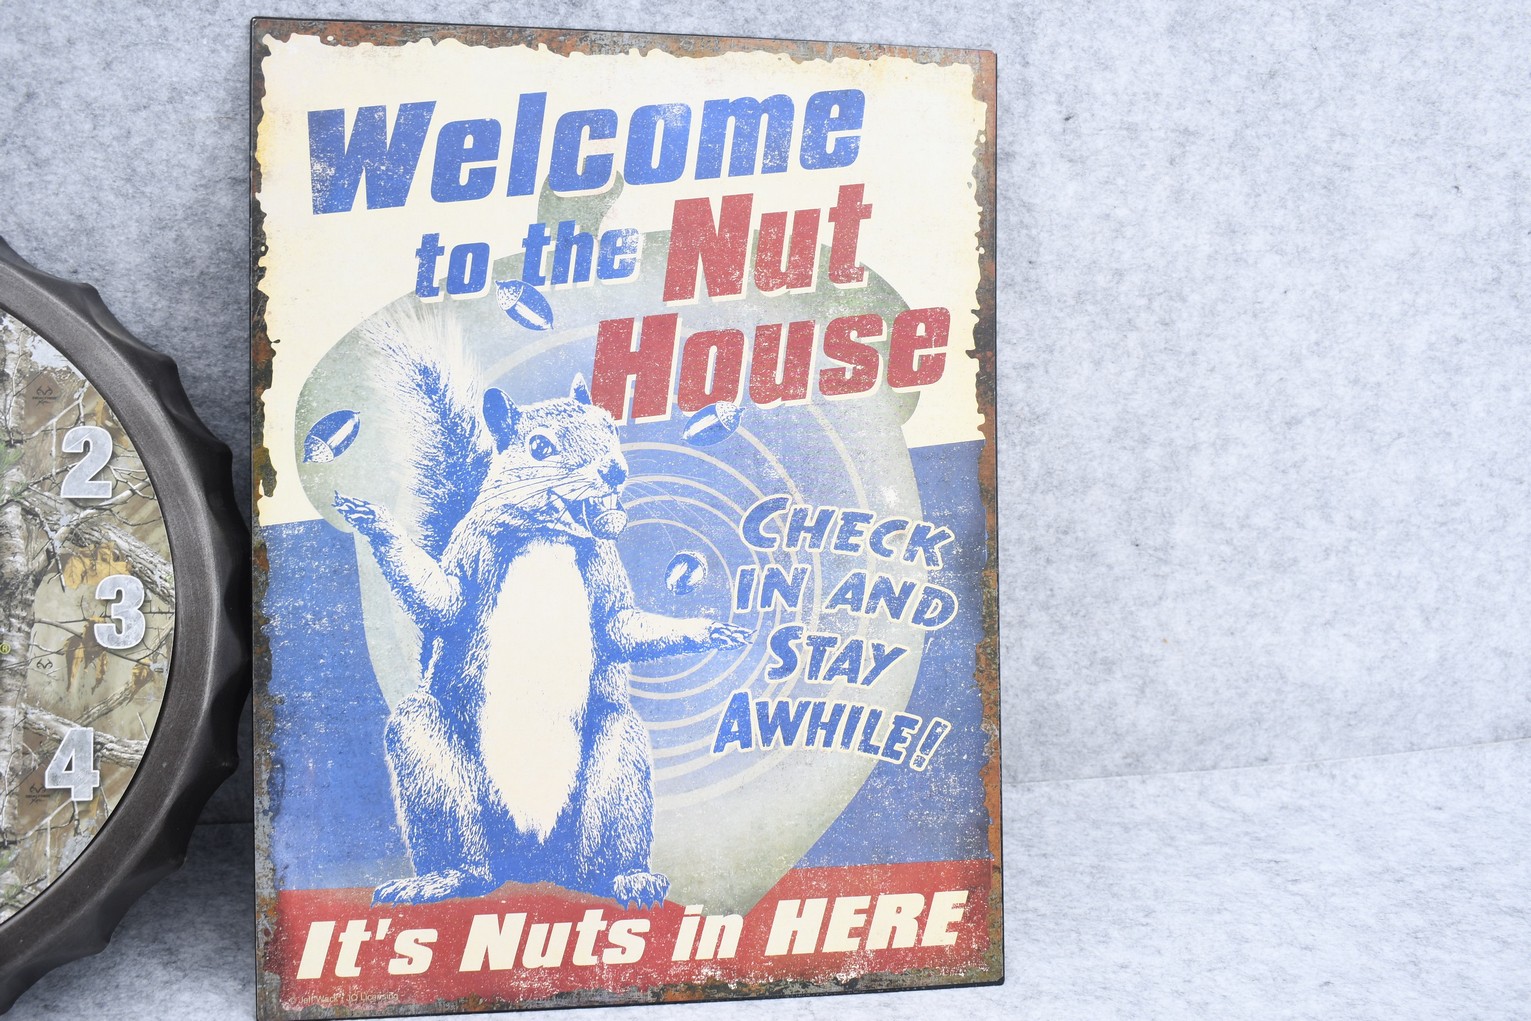 Welcome
to the Nut
House
CHECK
IN AND
STAY
AWHILE!
It's Nuts in HERE
2
3
4
®